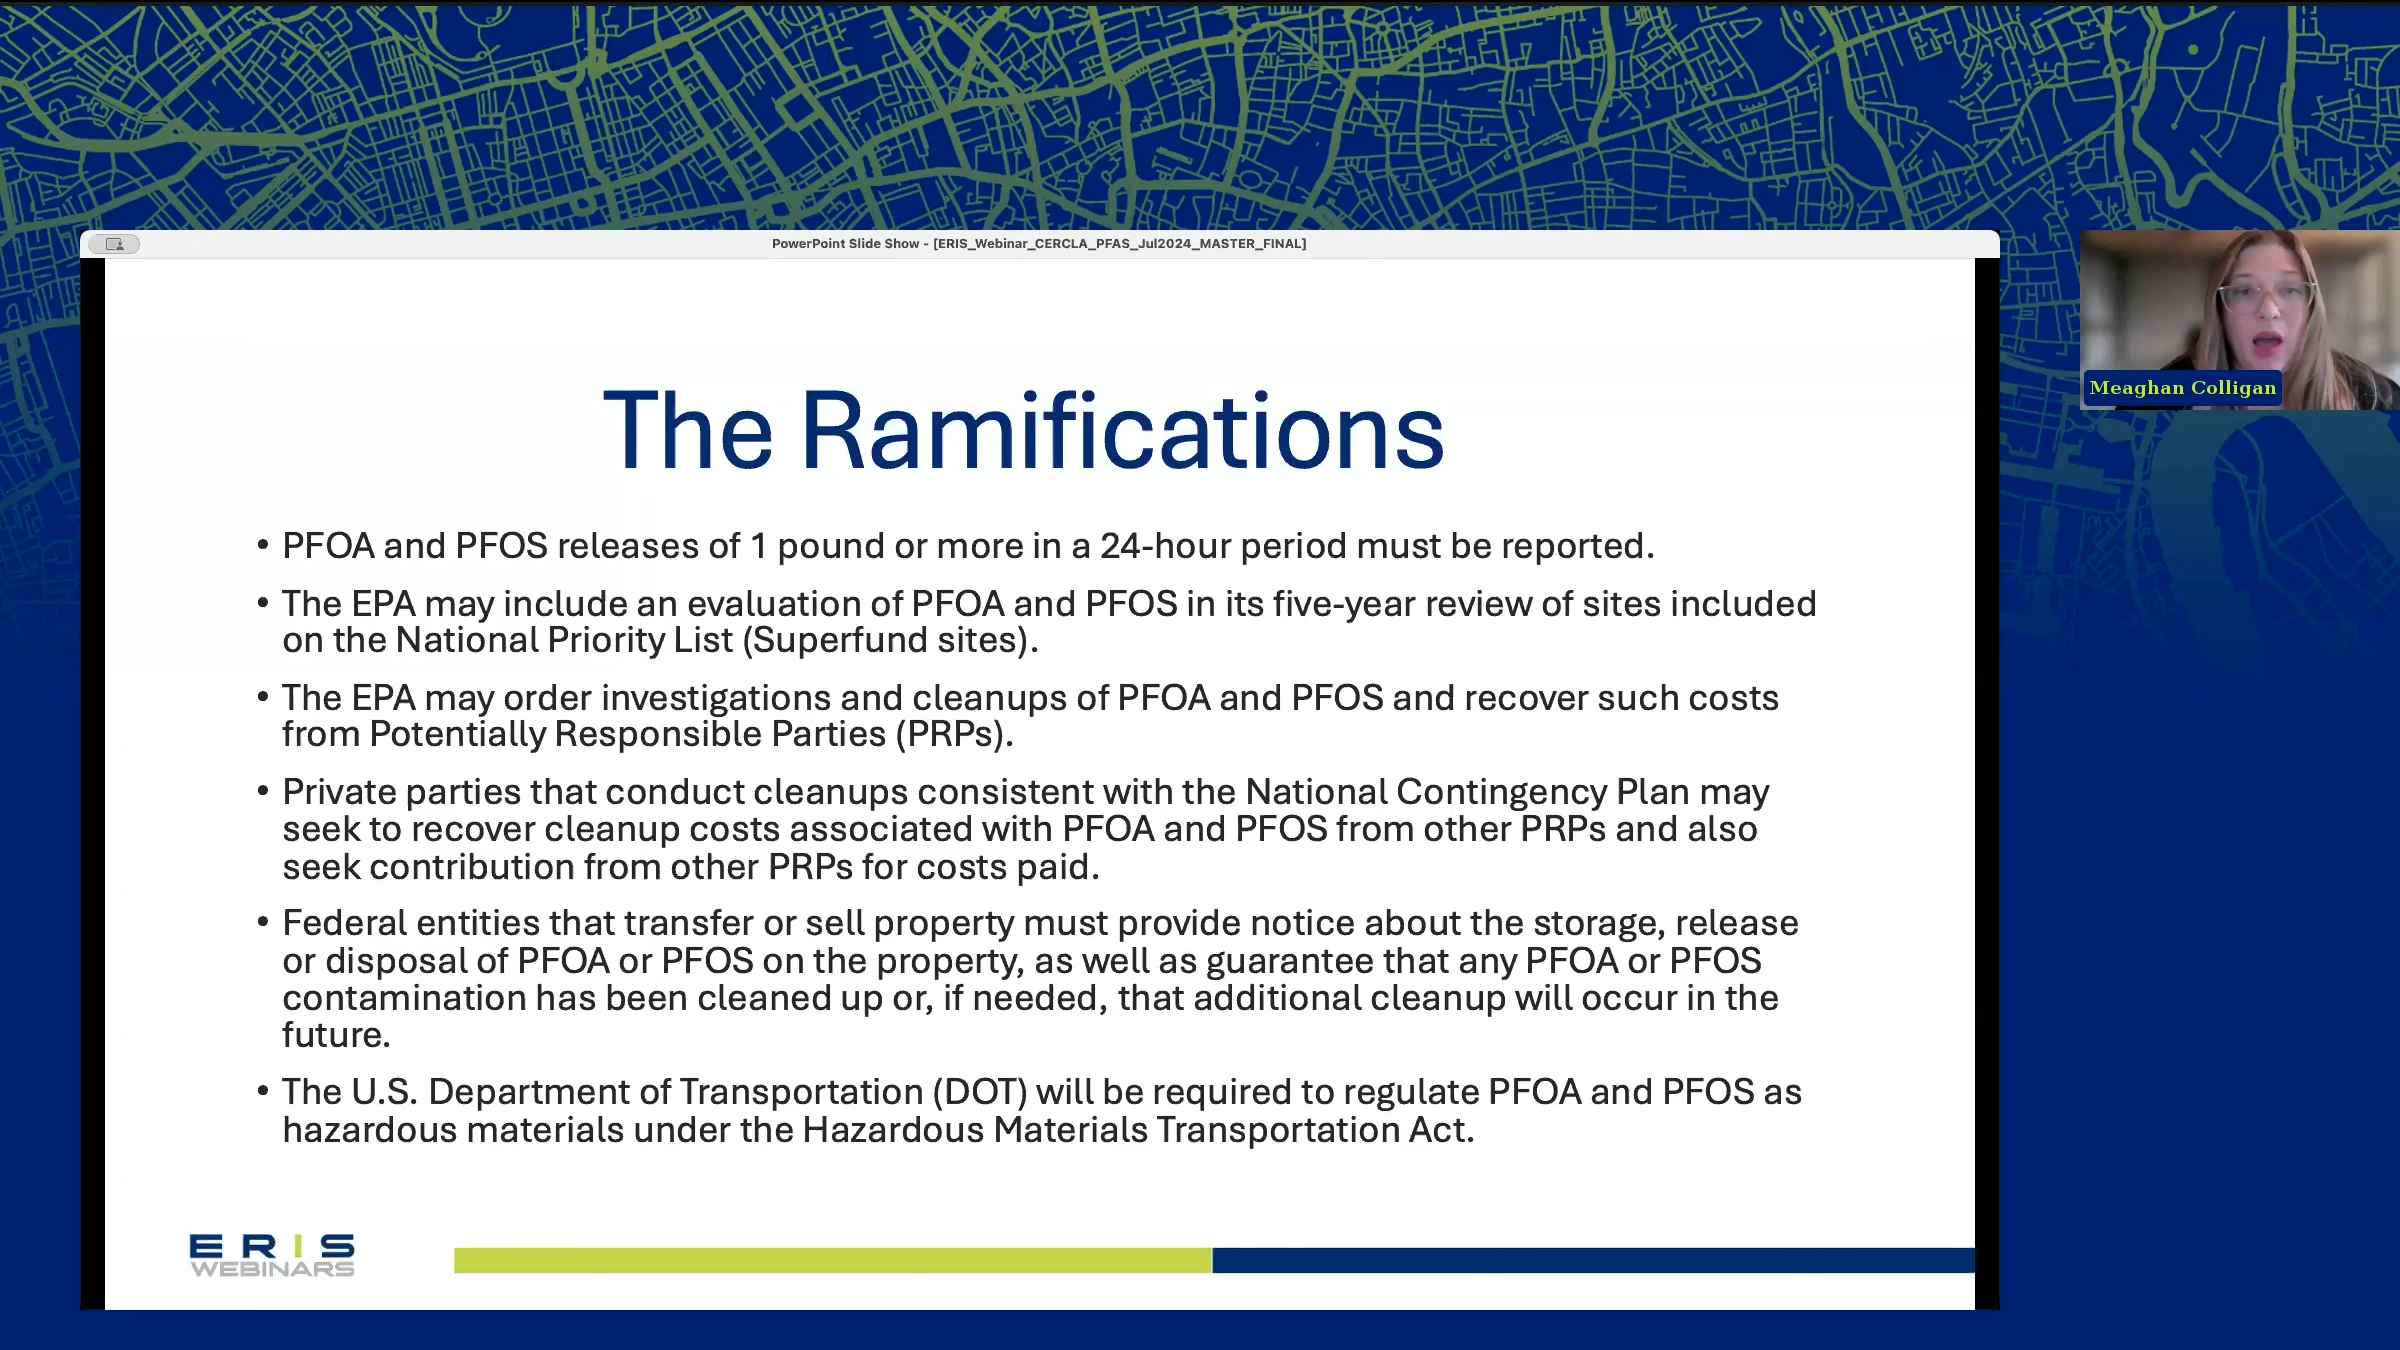 PowerPoint Slide Show - [ERIS_Webinar_CERCLA_PFAS_Jul2024_MASTER_FINAL]
Meaghan Colligan
The Ramifications
• PFOA and PFOS releases of 1 pound or more in a 24-hour period must be reported.
• The EPA may include an evaluation of PFOA and PFOS in its five-year review of sites included
on the National Priority List (Superfund sites).
• The EPA may order investigations and cleanups of PFOA and PFOS and recover such costs
from Potentially Responsible Parties (PRPs).
• Private parties that conduct cleanups consistent with the National Contingency Plan may
seek to recover cleanup costs associated with PFOA and PFOS from other PRPs and also
seek contribution from other PRPs for costs paid.
• Federal entities that transfer or sell property must provide notice about the storage, release
or disposal of PFOA or PFOS on the property, as well as guarantee that any PFOA or PFOS
contamination has been cleaned up or, if needed, that additional cleanup will occur in the
future.
• The U.S. Department of Transportation (DOT) will be required to regulate PFOA and PFOS as
hazardous materials under the Hazardous Materials Transportation Act.
ERIS
WEBINARS